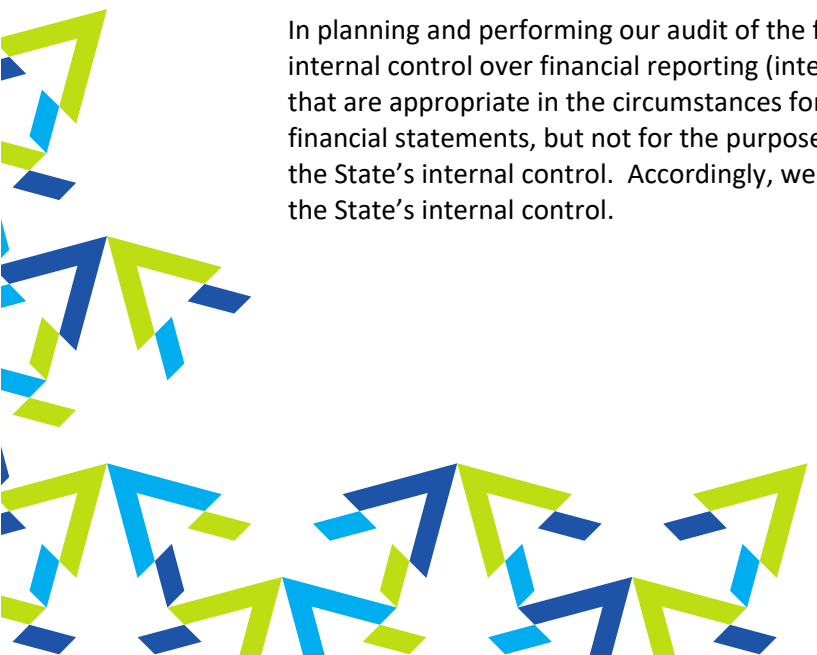 In planning and performing our audit of the
internal control over financial reporting
that are appropriate in the circumstances for
financial statements, but not for the purpose
the State's internal control.  Accordingly, we
the State's internal control.